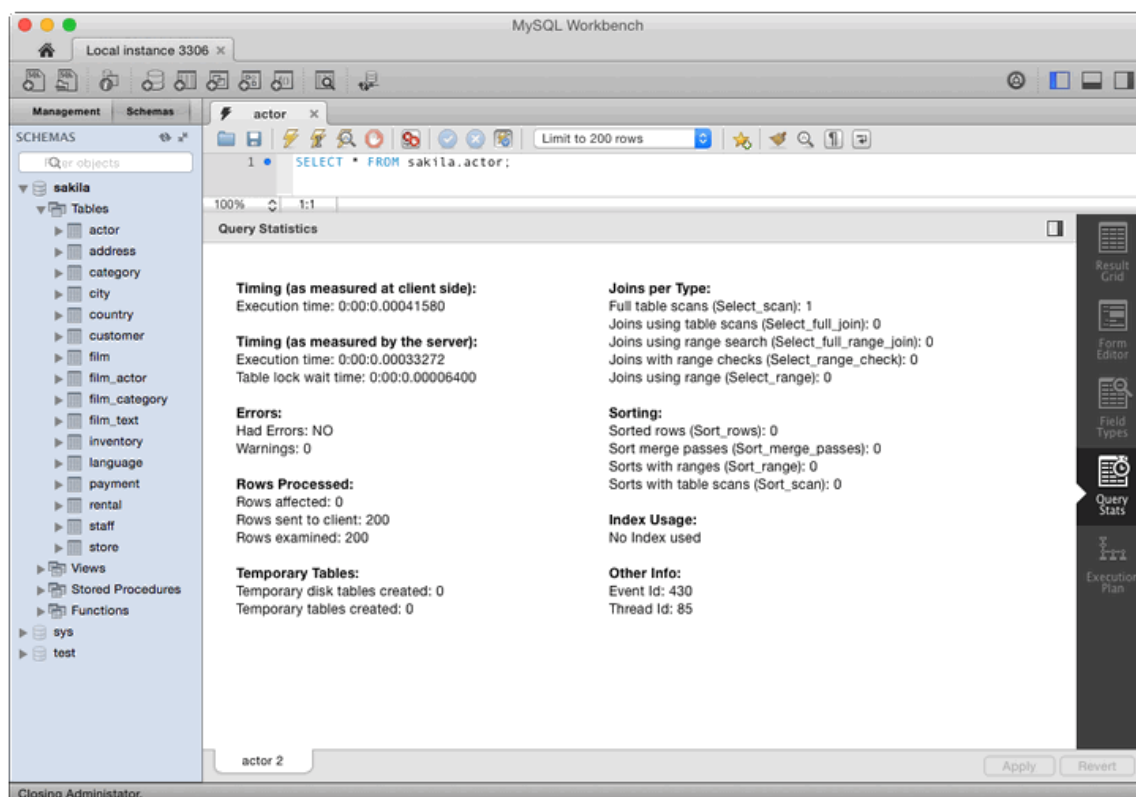 MySQL Workbench
Local instance 3306
Management Schemas
SCHEMAS
objects
sakila
Tables
actor
address
category
city
country
customer
film
film_actor
film_category
film_text
inventory
language
payment
rental
staff
store
Views
Stored Procedures
Functions
sys
test
actor
Limit to 200 rows
1 SELECT * FROM sakila.actor;
100% 1:1
Query Statistics
Timing (as measured at client side):
Execution time: 0:00:0.00041580
Timing (as measured by the server):
Execution time: 0:00:0.00033272
Table lock wait time: 0:00:0.00006400
Errors:
Had Errors: NO
Warnings: 0
Rows Processed:
Rows affected: 0
Rows sent to client: 200
Rows examined: 200
Temporary Tables:
Temporary disk tables created: 0
Temporary tables created: 0
Joins per Type:
Full table scans (Select_scan): 1
Joins using table scans (Select_full_join): 0
Joins using range search (Select_full_range_join): 0
Joins with range checks (Select_range_check): 0
Joins using range (Select_range): 0
Sorting:
Sorted rows (Sort_rows): 0
Sort merge passes (Sort_merge_passes): 0
Sorts with ranges (Sort_range): 0
Sorts with table scans (Sort_scan): 0
Index Usage:
No Index used
Other Info:
Event Id: 430
Thread Id: 85
Result
Grid
Form
Editor
Field
Types
Query
Stats
Execution
Plan
actor 2
Apply Revert
Closing Administator.